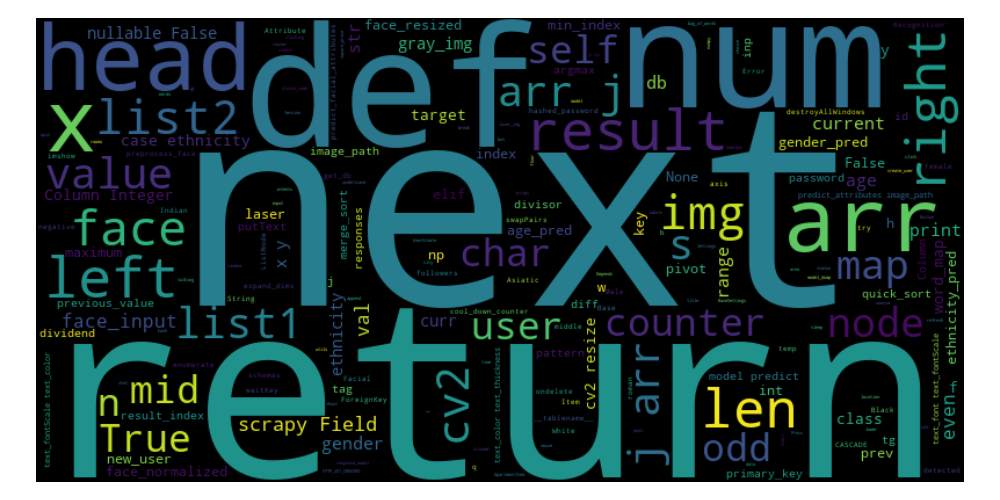 nullable False
Attribute
face_resized
min_index
head
def
num
gray_img
str
self
argmax
inp
y
db
Error
right
x
list2
arr j
hashed_password
target
result
destroyAllWindows
current
id
case ethnicity
image_path
index
gender_pred
imshow
preprocess_face
value
next
None
axis
False
password
age
female
Column Integer
get_db
elif
divisor
predict_attributes image_path
face
Indian
laser
merge_sort
swapPairs
img
key
arr
try
h
print
negative
putText
responses
age_pred
char
s
range
pivot
map
Column
word_map
maximum
x y
ListNode
np
left
expand_dims
j
followers
Asiatic
w
diff
quick_sort
previous_value
String
val
curr
cool_down_counter
face_input
list1
user
counter
node
ethnicity_pred
dividend
ethnicity
middle
return
enumerate
schemas
waitKey
pattern
cv2 resize
temp
mid
tag
Facial
undelete
j arr
model predict
int
n
result_index
ForeignKey
cv2
Item
len
class
Black
even
f
True
scrapy Field
__tablename__
White
odd
CASCADE
tg
new_user
gender
prev
face_normalized
q
primary_key
detected
text_fontScale text_color
text_color text_thickness
text_font text_fontScale
predict_facial_attributes